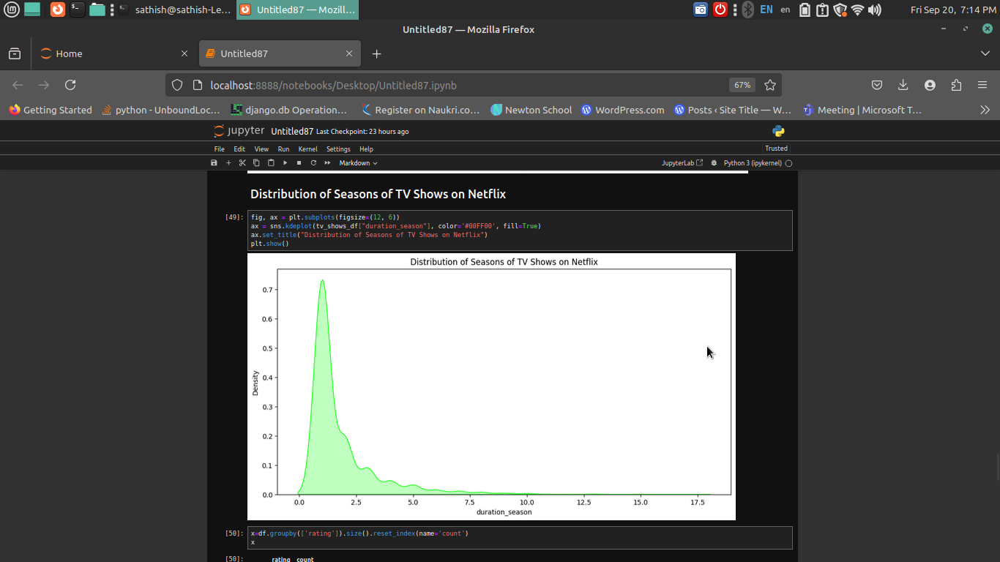 sathish@sathish-Le...
Untitled87 — Mozill...
EN
en
Fri Sep 20, 7:14 PM
Untitled87 — Mozilla Firefox
Home
Untitled87
localhost:8888/notebooks/Desktop/Untitled87.ipynb
67%
Getting Started
python - UnboundLoc...
django.db Operation...
Register on Naukri.co...
Newton School
WordPress.com
Posts ‹ Site Title — W...
Meeting | Microsoft T...
jupyter Untitled87 Last Checkpoint: 23 hours ago
File Edit View Run Kernel Settings Help
Trusted
Markdown
JupyterLab
Python 3 (ipykernel)
Distribution of Seasons of TV Shows on Netflix
[49]:
fig, ax = plt.subplots(figsize=(12, 6))
ax = sns.kdeplot(tv_shows_df["duration_season"], color='#00FF00', fill=True)
ax.set_title("Distribution of Seasons of TV Shows on Netflix")
plt.show()
Distribution of Seasons of TV Shows on Netflix
0.7
0.6
0.5
0.4
0.3
0.2
0.1
0.0
Density
0.0 2.5 5.0 7.5 10.0 12.5 15.0 17.5
duration_season
[50]:
x=df.groupby(['rating']).size().reset_index(name='count')
x
[50]:
rating count